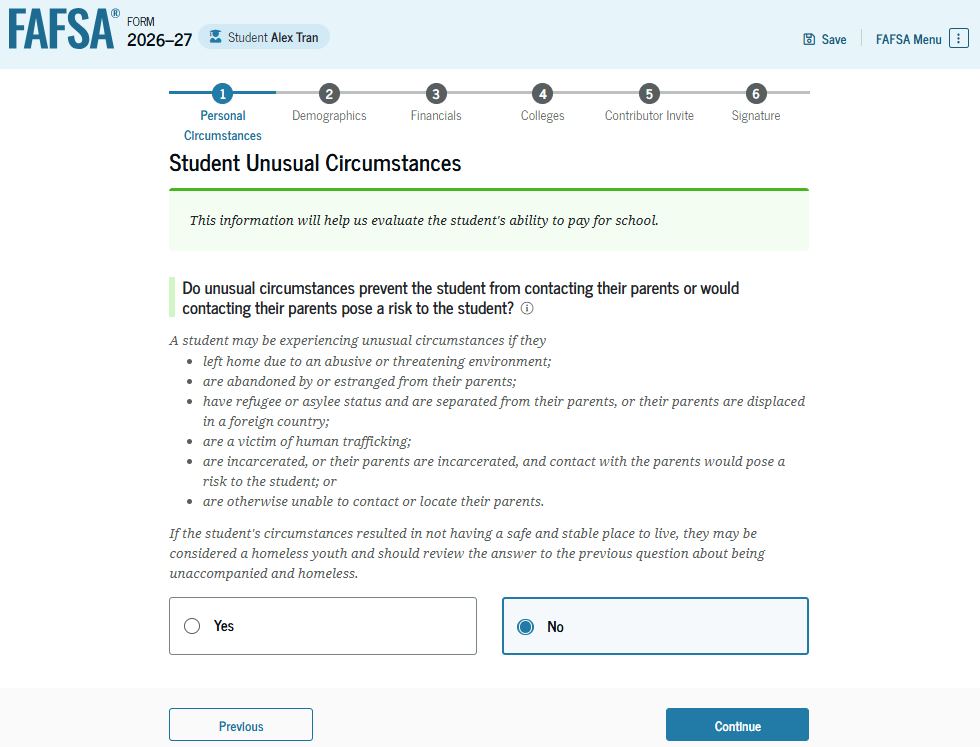 FAFSA®
FORM
2026–27
Student Alex Tran
Save
FAFSA Menu
1
2
3
4
5
6
Personal
Circumstances
Demographics
Financials
Colleges
Contributor Invite
Signature
Student Unusual Circumstances
This information will help us evaluate the student's ability to pay for school.
Do unusual circumstances prevent the student from contacting their parents or would
contacting their parents pose a risk to the student?
A student may be experiencing unusual circumstances if they
• left home due to an abusive or threatening environment;
• are abandoned by or estranged from their parents;
• have refugee or asylee status and are separated from their parents, or their parents are displaced
in a foreign country;
• are a victim of human trafficking;
• are incarcerated, or their parents are incarcerated, and contact with the parents would pose a
risk to the student; or
• are otherwise unable to contact or locate their parents.
If the student's circumstances resulted in not having a safe and stable place to live, they may be
considered a homeless youth and should review the answer to the previous question about being
unaccompanied and homeless.
Yes
No
Previous
Continue